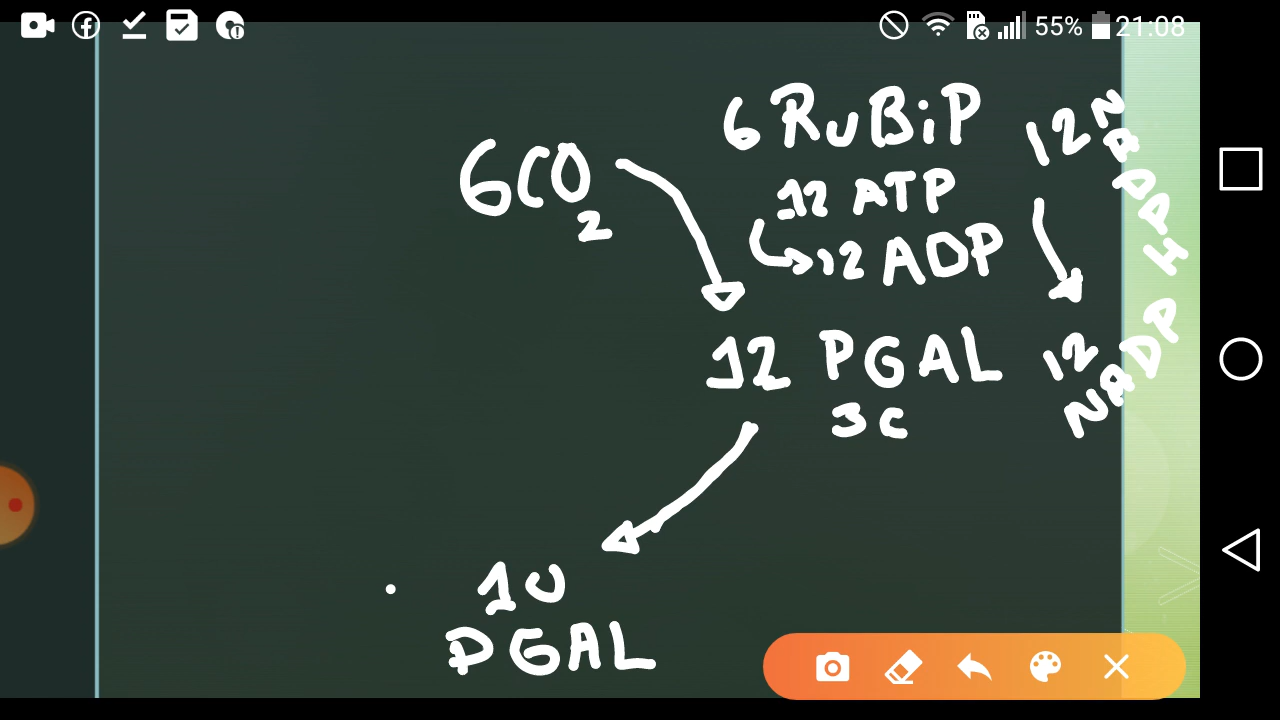 55% 21:08
6CO2
6 RuBiP
12 ATP
12 ADP
12 NADPH
12 PGAL
3C
12 NADP
10
PGAL